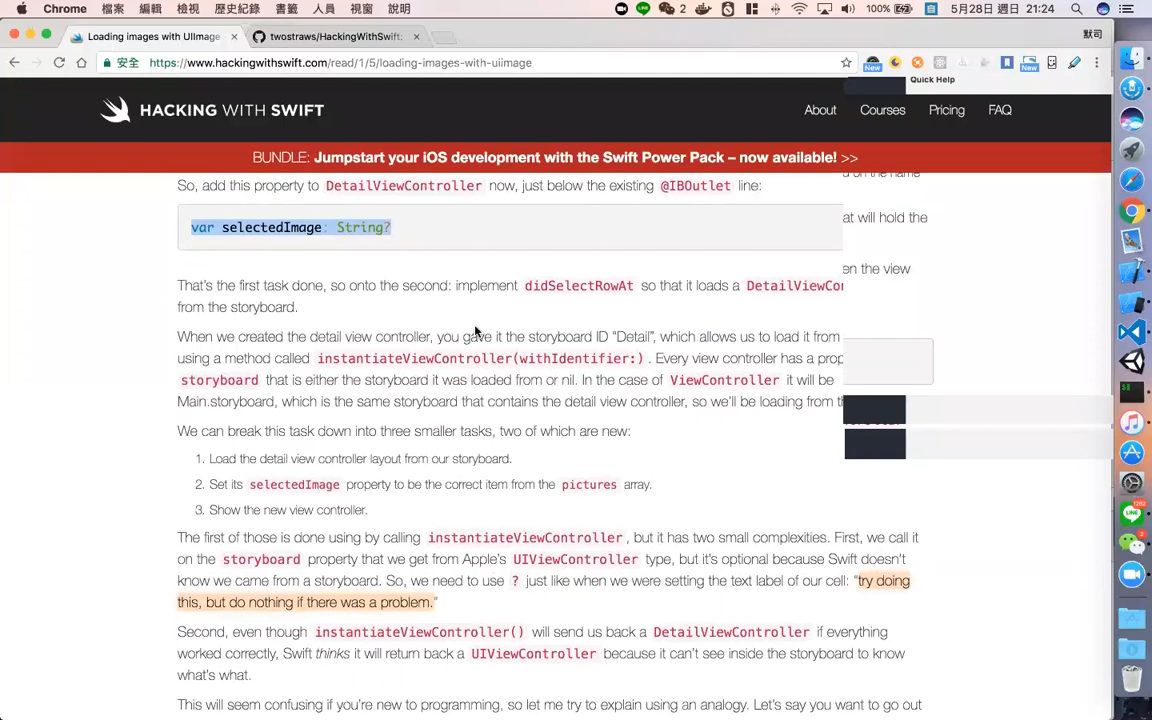 Chrome 檔案 編輯 檢視 歷史紀錄 書籤 人員 視窗 說明 2 100% 5月28日 週日 21:24
Loading images with UIImage × twostraws/HackingWithSwift: × 默司
安全 https://www.hackingwithswift.com/read/1/5/loading-images-with-uiimage New New
Quick Help
HACKING WITH SWIFT About Courses Pricing FAQ
BUNDLE: Jumpstart your iOS development with the Swift Power Pack – now available! >>
So, add this property to DetailViewController now, just below the existing @IBOutlet line:
var selectedImage: String?
at will hold the
en the view
That's the first task done, so onto the second: implement didSelectRowAt so that it loads a DetailViewCon
from the storyboard.
When we created the detail view controller, you gave it the storyboard ID "Detail", which allows us to load it from
using a method called instantiateViewController(withIdentifier:) . Every view controller has a prop
storyboard that is either the storyboard it was loaded from or nil. In the case of ViewController it will be
Main.storyboard, which is the same storyboard that contains the detail view controller, so we'll be loading from th
We can break this task down into three smaller tasks, two of which are new:
1. Load the detail view controller layout from our storyboard.
2. Set its selectedImage property to be the correct item from the pictures array.
3. Show the new view controller.
The first of those is done using by calling instantiateViewController , but it has two small complexities. First, we call it
on the storyboard property that we get from Apple's UIViewController type, but it's optional because Swift doesn't
know we came from a storyboard. So, we need to use ? just like when we were setting the text label of our cell: "try doing
this, but do nothing if there was a problem."
Second, even though instantiateViewController() will send us back a DetailViewController if everything
worked correctly, Swift thinks it will return back a UIViewController because it can't see inside the storyboard to know
what's what.
This will seem confusing if you're new to programming, so let me try to explain using an analogy. Let's say you want to go out